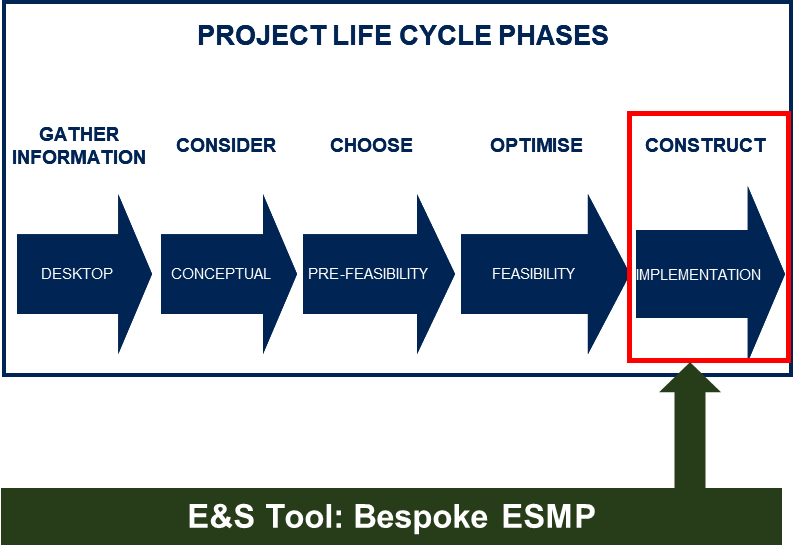 PROJECT LIFE CYCLE PHASES
GATHER
INFORMATION
CONSIDER
CHOOSE
OPTIMISE
CONSTRUCT
DESKTOP
CONCEPTUAL
PRE-FEASIBILITY
FEASIBILITY
IMPLEMENTATION
E&S Tool: Bespoke ESMP